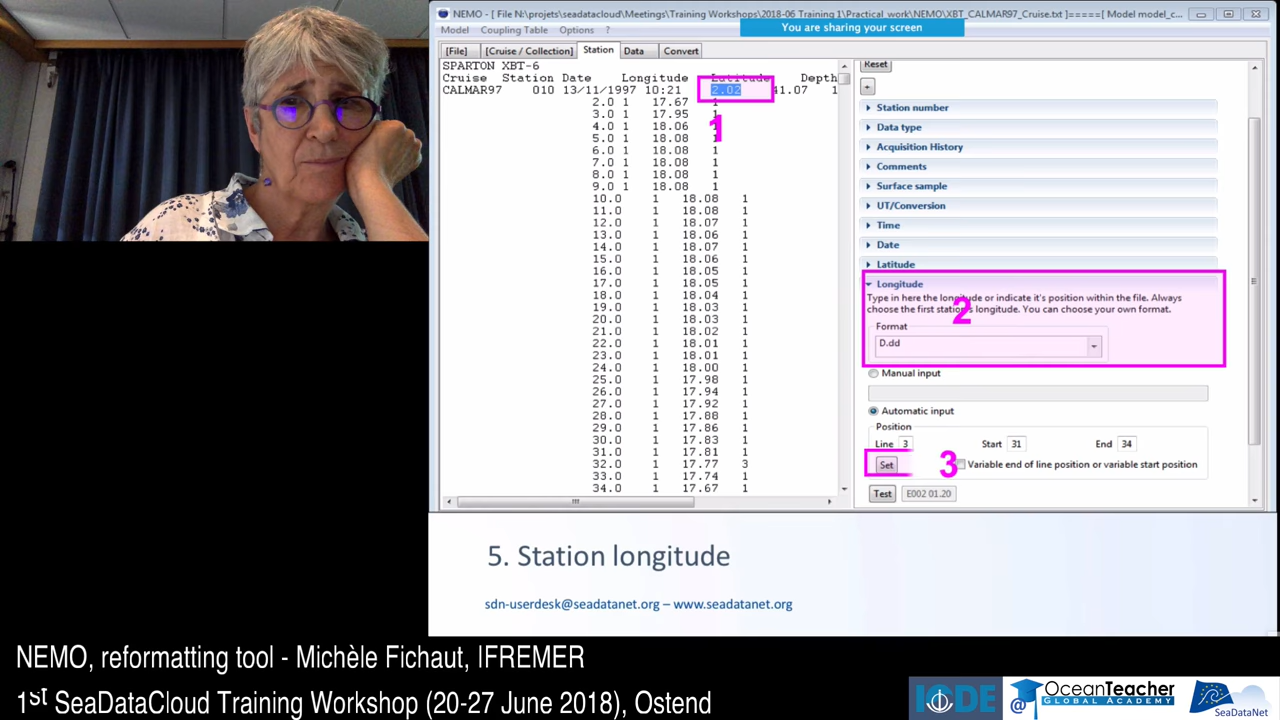 NEMO - [ File N:\projets\seadatacloud\Meetings\Training Workshops\2018-06 Training 1\Practical_work\NEMO\XBT_CALMAR97_Cruise.txt ]=====[ Model model_c...
You are sharing your screen
Model Coupling Table Options ?
[File] [Cruise / Collection] Station Data Convert
SPARTON XBT-6
Cruise Station Date Longitude Latitude Depth
CALMAR97 010 13/11/1997 10:21 2.02 41.07 1
1
2.0 1 17.67 1
3.0 1 17.95 1
4.0 1 18.06
5.0 1 18.08 1
6.0 1 18.08 1
7.0 1 18.08 1
8.0 1 18.08 1
9.0 1 18.08 1
10.0 1 18.08 1
11.0 1 18.08 1
12.0 1 18.07 1
13.0 1 18.06 1
14.0 1 18.07 1
15.0 1 18.06 1
16.0 1 18.05 1
17.0 1 18.05 1
18.0 1 18.04 1
19.0 1 18.03 1
20.0 1 18.03 1
21.0 1 18.02 1
22.0 1 18.01 1
23.0 1 18.01 1
24.0 1 18.00 1
25.0 1 17.98 1
26.0 1 17.94 1
27.0 1 17.92 1
28.0 1 17.88 1
29.0 1 17.86 1
30.0 1 17.83 1
31.0 1 17.81 1
32.0 1 17.77 3
33.0 1 17.74 1
34.0 1 17.67 1
Reset
+
Station number
Data type
Acquisition History
Comments
Surface sample
UT/Conversion
Time
Date
Latitude
Longitude
Type in here the longitude or indicate it's position within the file. Always
choose the first station's longitude. You can choose your own format.
2
Format
D.dd
Manual input
Automatic input
Position
Line 3 Start 31 End 34
Set 3 Variable end of line position or variable start position
Test E002 01.20
5. Station longitude
sdn-userdesk@seadatanet.org – www.seadatanet.org
NEMO, reformatting tool - Michèle Fichaut, IFREMER
1st SeaDataCloud Training Workshop (20-27 June 2018), Ostend
IODE
@ OceanTeacher
GLOBAL ACADEMY
SeaDataNet